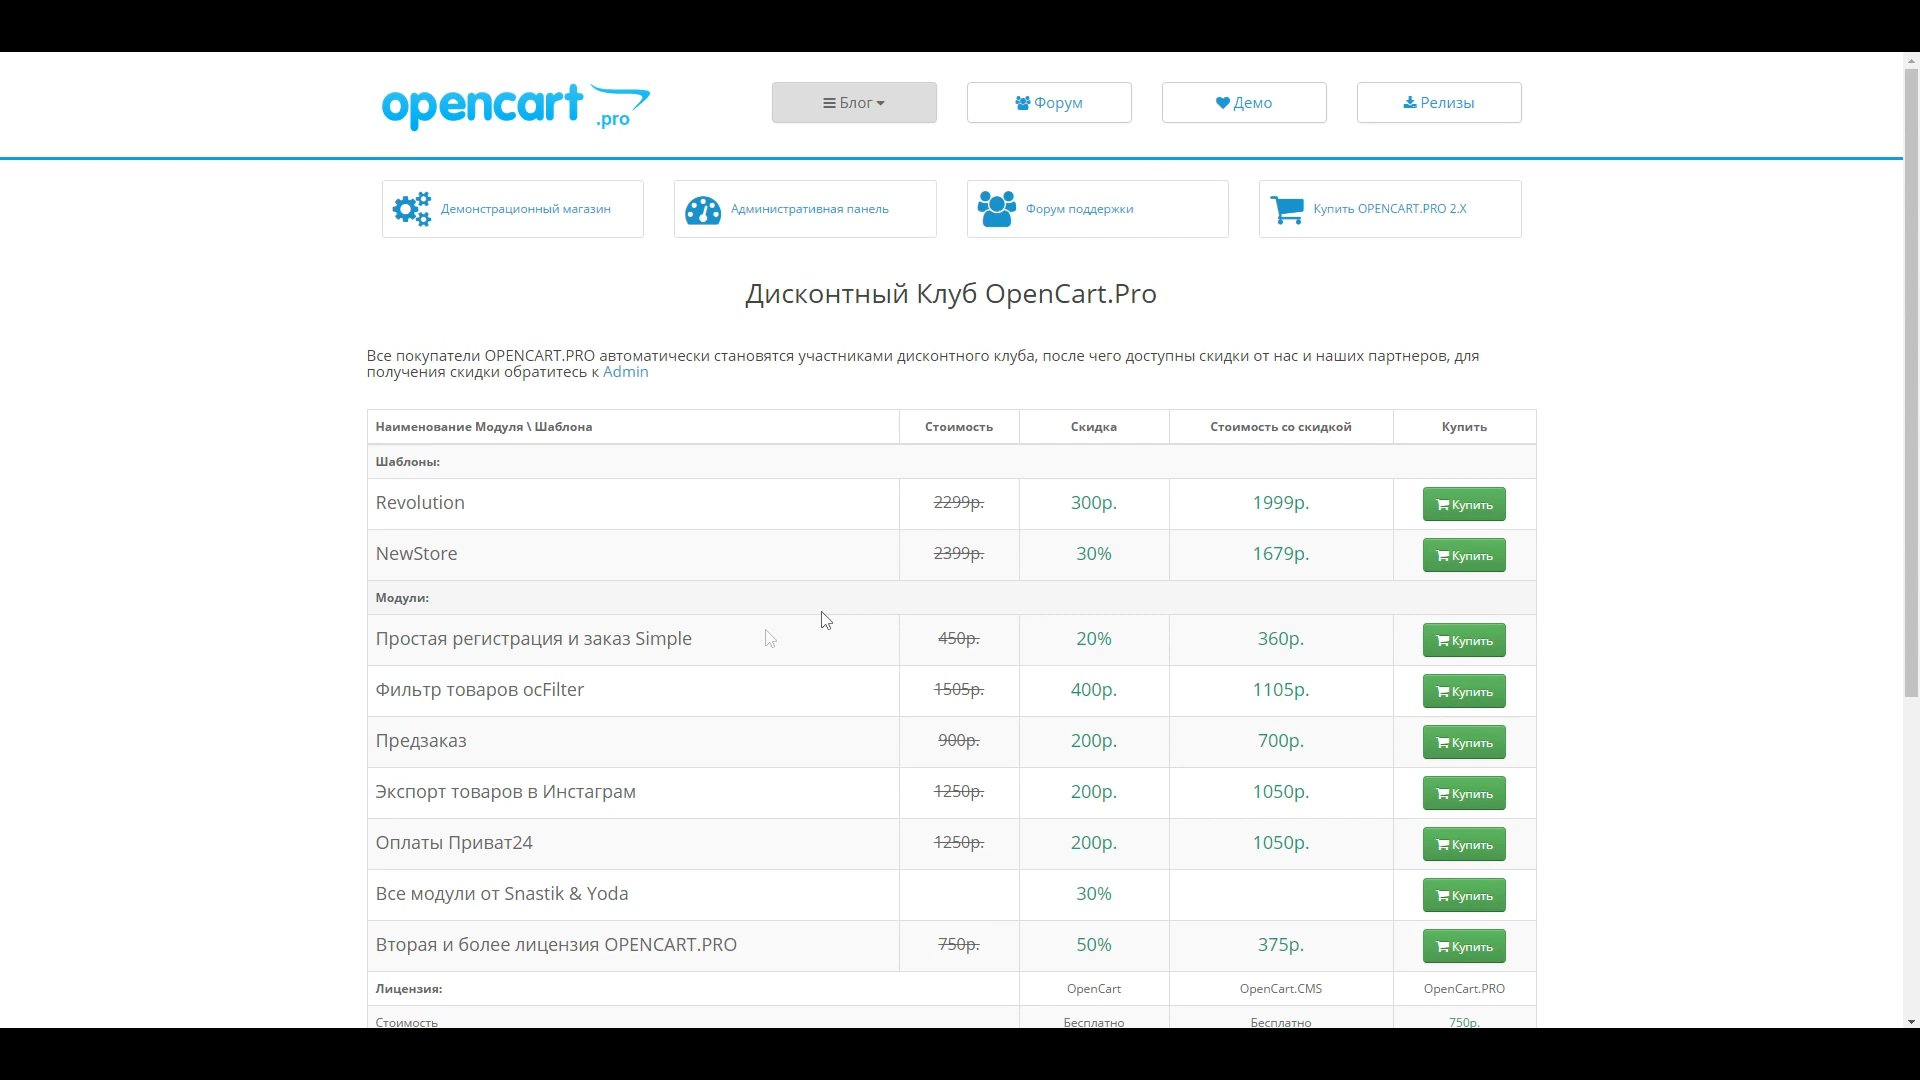 opencart .pro
Блог
Форум
Демо
Релизы
Демонстрационный магазин
Административная панель
Форум поддержки
Купить OPENCART.PRO 2.X
Дисконтный Клуб OpenCart.Pro
Все покупатели OPENCART.PRO автоматически становятся участниками дисконтного клуба, после чего доступны скидки от нас и наших партнеров, для
получения скидки обратитесь к Admin
Наименование Модуля \ Шаблона Стоимость Скидка Стоимость со скидкой Купить
Шаблоны:
Revolution 2299р. 300р. 1999р. Купить
NewStore 2399р. 30% 1679р. Купить
Модули:
Простая регистрация и заказ Simple 450р. 20% 360р. Купить
Фильтр товаров ocFilter 1505р. 400р. 1105р. Купить
Предзаказ 900р. 200р. 700р. Купить
Экспорт товаров в Инстаграм 1250р. 200р. 1050р. Купить
Оплаты Приват24 1250р. 200р. 1050р. Купить
Все модули от Snastik & Yoda 30% Купить
Вторая и более лицензия OPENCART.PRO 750р. 50% 375р. Купить
Лицензия: OpenCart OpenCart.CMS OpenCart.PRO
Стоимость Бесплатно Бесплатно 750р.